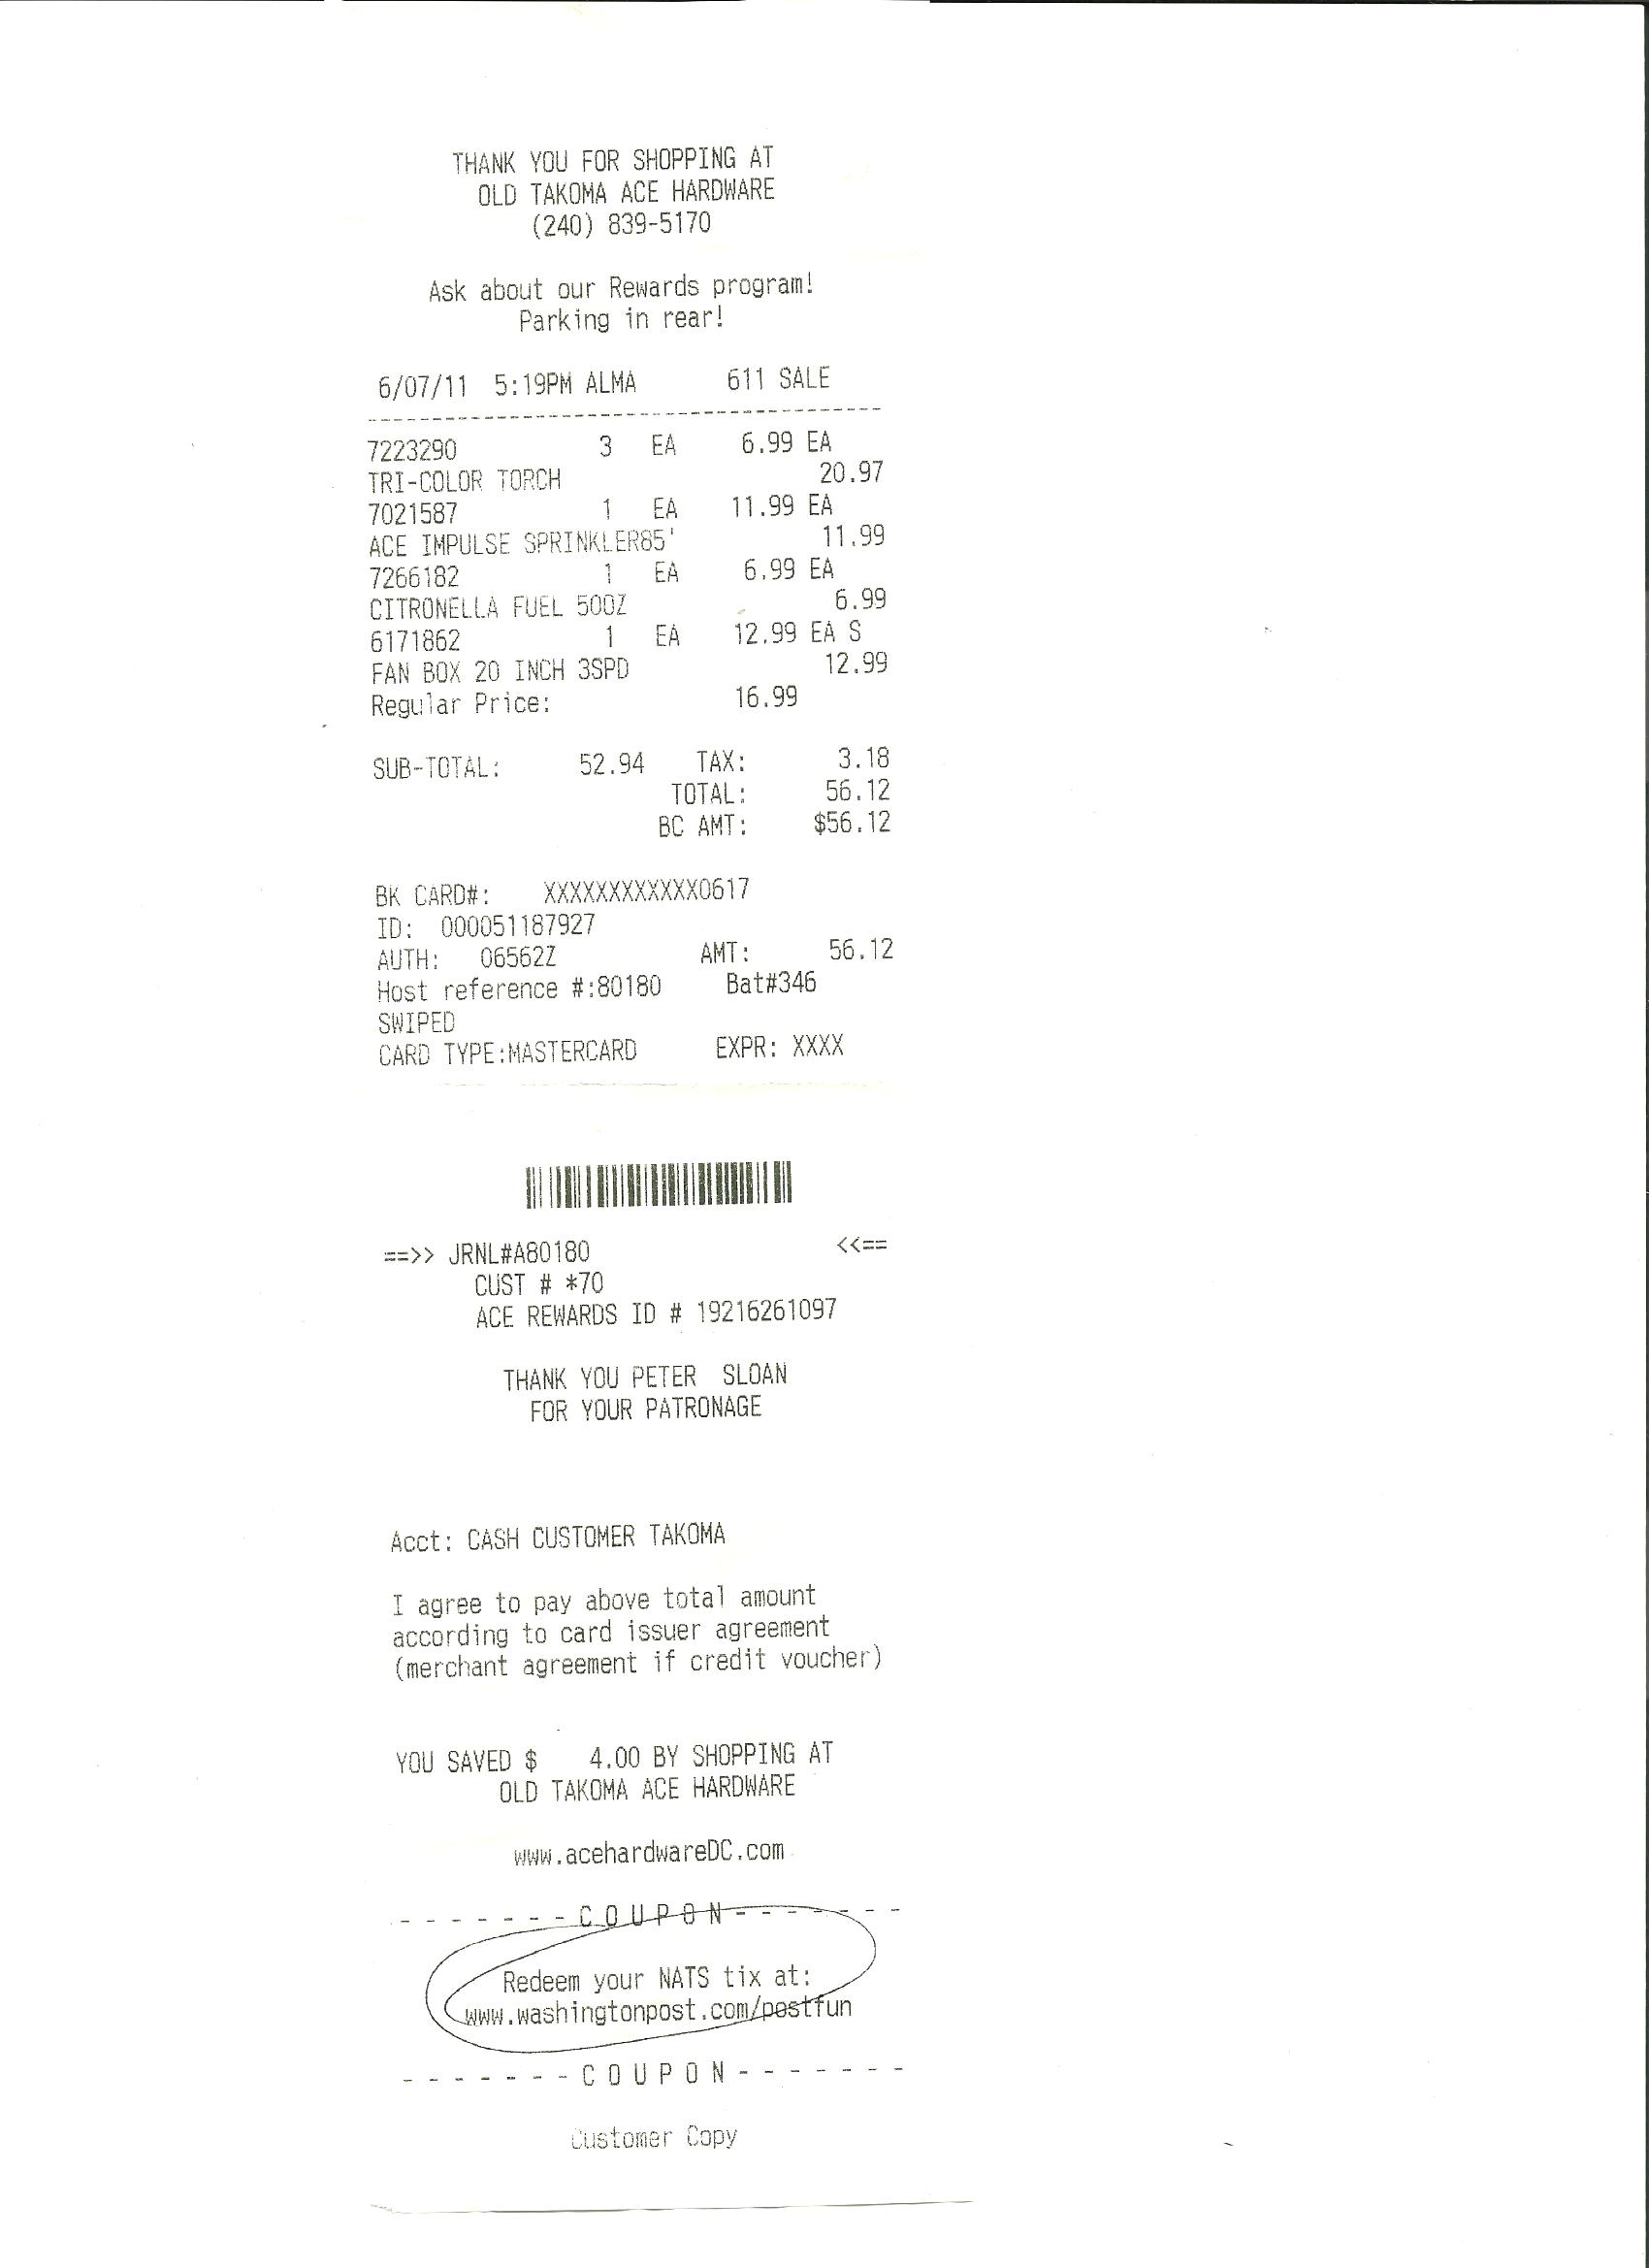 THANK YOU FOR SHOPPING AT
OLD TAKOMA ACE HARDWARE
(240) 839-5170
Ask about our Rewards program!
Parking in rear!
6/07/11 5:19PM ALMA 611 SALE
----------------------------------------
7223290 3 EA 6.99 EA
TRI-COLOR TORCH 20.97
7021587 1 EA 11.99 EA
ACE IMPULSE SPRINKLER85' 11.99
7266182 1 EA 6.99 EA
CITRONELLA FUEL 50OZ 6.99
6171862 1 EA 12.99 EA S
FAN BOX 20 INCH 3SPD 12.99
Regular Price: 16.99
SUB-TOTAL: 52.94 TAX: 3.18
TOTAL: 56.12
BC AMT: $56.12
BK CARD#: XXXXXXXXXXXX0617
ID: 000051187927
AUTH: 06562Z AMT: 56.12
Host reference #:80180 Bat#346
SWIPED
CARD TYPE:MASTERCARD EXPR: XXXX
==>> JRNL#A80180 <<==
CUST # *70
ACE REWARDS ID # 19216261097
THANK YOU PETER SLOAN
FOR YOUR PATRONAGE
Acct: CASH CUSTOMER TAKOMA
I agree to pay above total amount
according to card issuer agreement
(merchant agreement if credit voucher)
YOU SAVED $ 4.00 BY SHOPPING AT
OLD TAKOMA ACE HARDWARE
www.acehardwareDC.com
- - - - - - - C O U P O N - - - - - - -
Redeem your NATS tix at:
www.washingtonpost.com/postfun
- - - - - - - C O U P O N - - - - - - -
Customer Copy